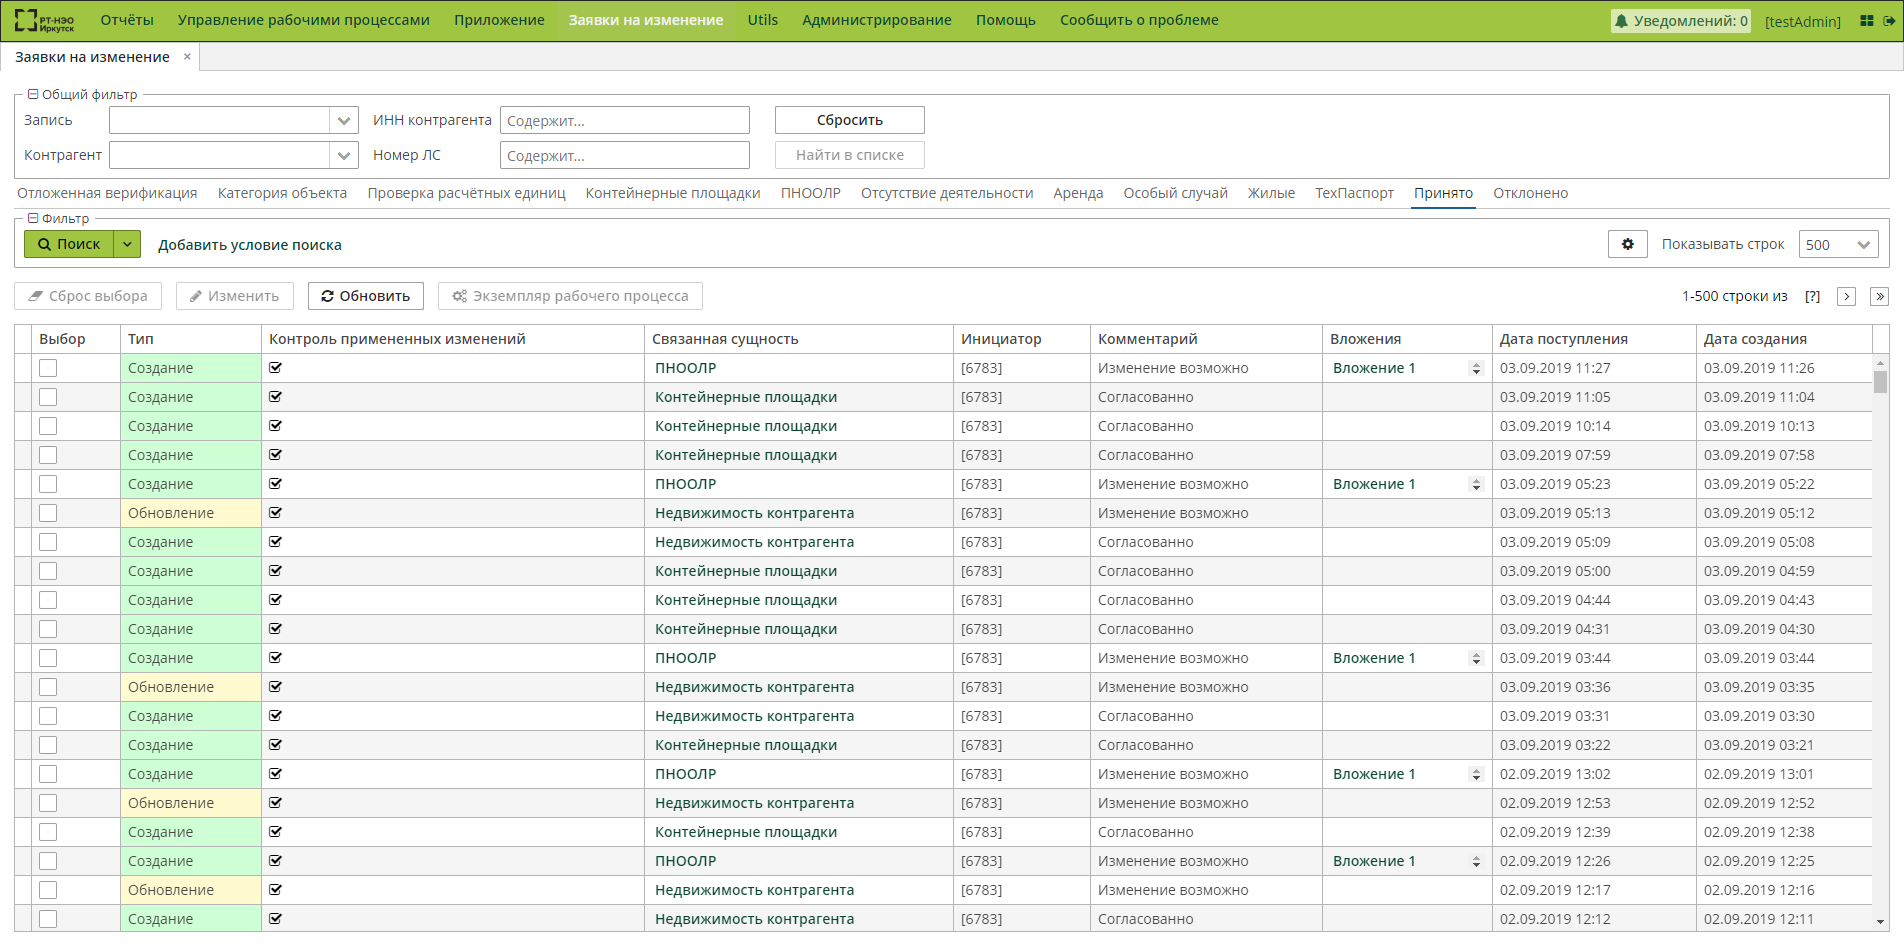 РТ-НЭО Иркутск Отчёты Управление рабочими процессами Приложение Заявки на изменение Utils Администрирование Помощь Сообщить о проблеме Уведомлений: 0 [testAdmin]
Заявки на изменение ×
Общий фильтр
Запись ИНН контрагента Содержит... Сбросить
Контрагент Номер ЛС Содержит... Найти в списке
Отложенная верификация Категория объекта Проверка расчётных единиц Контейнерные площадки ПНООЛР Отсутствие деятельности Аренда Особый случай Жилые ТехПаспорт Принято Отклонено
Фильтр
Поиск Добавить условие поиска Показывать строк 500
Сброс выбора Изменить Обновить Экземпляр рабочего процесса 1-500 строки из [?]
Выбор Тип Контроль примененных изменений Связанная сущность Инициатор Комментарий Вложения Дата поступления Дата создания
Создание ПНООЛР [6783] Изменение возможно Вложение 1 03.09.2019 11:27 03.09.2019 11:26
Создание Контейнерные площадки [6783] Согласованно 03.09.2019 11:05 03.09.2019 11:04
Создание Контейнерные площадки [6783] Согласованно 03.09.2019 10:14 03.09.2019 10:13
Создание Контейнерные площадки [6783] Согласованно 03.09.2019 07:59 03.09.2019 07:58
Создание ПНООЛР [6783] Изменение возможно Вложение 1 03.09.2019 05:23 03.09.2019 05:22
Обновление Недвижимость контрагента [6783] Изменение возможно 03.09.2019 05:13 03.09.2019 05:12
Создание Недвижимость контрагента [6783] Согласованно 03.09.2019 05:09 03.09.2019 05:08
Создание Контейнерные площадки [6783] Согласованно 03.09.2019 05:00 03.09.2019 04:59
Создание Контейнерные площадки [6783] Согласованно 03.09.2019 04:44 03.09.2019 04:43
Создание Контейнерные площадки [6783] Согласованно 03.09.2019 04:31 03.09.2019 04:30
Создание ПНООЛР [6783] Изменение возможно Вложение 1 03.09.2019 03:44 03.09.2019 03:44
Обновление Недвижимость контрагента [6783] Изменение возможно 03.09.2019 03:36 03.09.2019 03:35
Создание Недвижимость контрагента [6783] Согласованно 03.09.2019 03:31 03.09.2019 03:30
Создание Контейнерные площадки [6783] Согласованно 03.09.2019 03:22 03.09.2019 03:21
Создание ПНООЛР [6783] Изменение возможно Вложение 1 02.09.2019 13:02 02.09.2019 13:01
Обновление Недвижимость контрагента [6783] Изменение возможно 02.09.2019 12:53 02.09.2019 12:52
Создание Контейнерные площадки [6783] Согласованно 02.09.2019 12:39 02.09.2019 12:38
Создание ПНООЛР [6783] Изменение возможно Вложение 1 02.09.2019 12:26 02.09.2019 12:25
Обновление Недвижимость контрагента [6783] Изменение возможно 02.09.2019 12:17 02.09.2019 12:16
Создание Недвижимость контрагента [6783] Согласованно 02.09.2019 12:12 02.09.2019 12:11